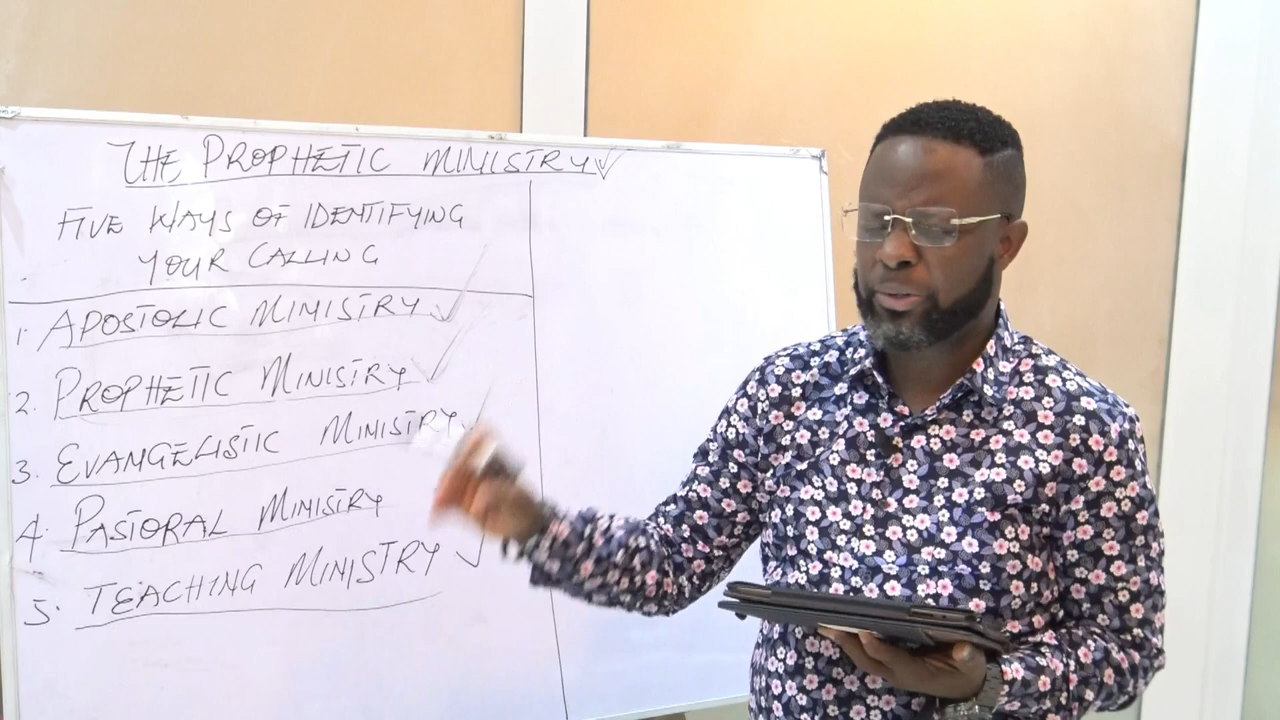 THE PROPHETIC MINISTRY
FIVE WAYS OF IDENTIFYING
YOUR CALLING
1. APOSTOLIC MINISTRY
2. PROPHETIC MINISTRY
3. EVANGELISTIC MINISTRY
4. PASTORAL MINISTRY
5. TEACHING MINISTRY